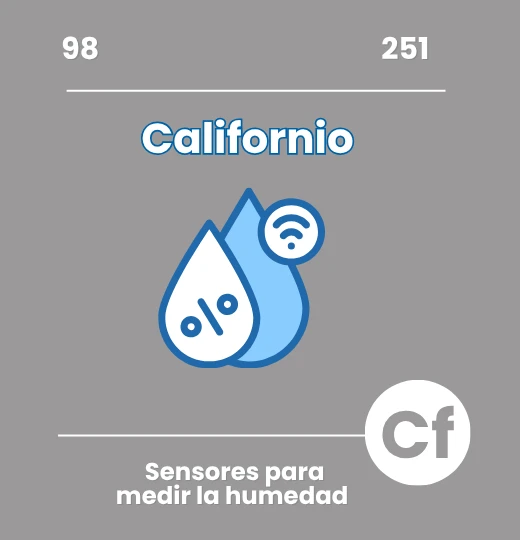 98 251
Californio
%
Cf
Sensores para
medir la humedad